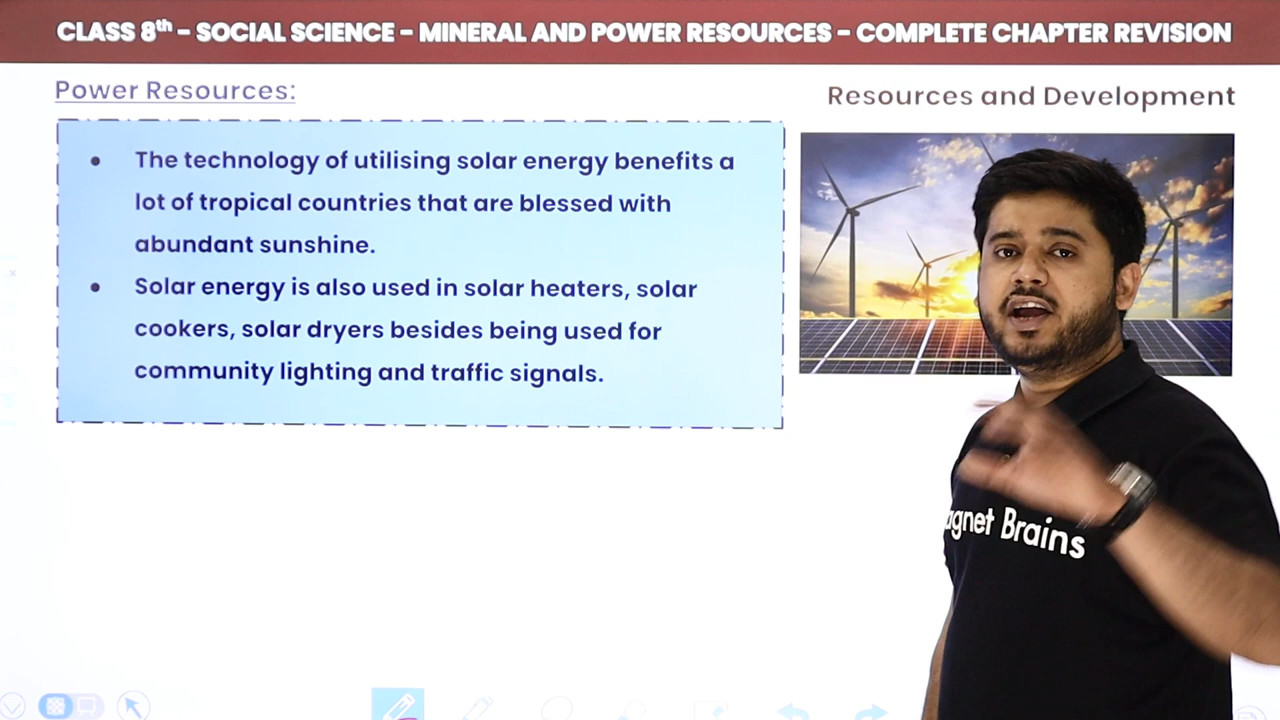 CLASS 8th – SOCIAL SCIENCE – MINERAL AND POWER RESOURCES – COMPLETE CHAPTER REVISION
Power Resources:
Resources and Development
• The technology of utilising solar energy benefits a
lot of tropical countries that are blessed with
abundant sunshine.
• Solar energy is also used in solar heaters, solar
cookers, solar dryers besides being used for
community lighting and traffic signals.
agnet Brains